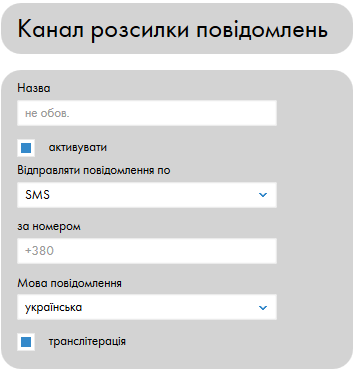 Канал розсилки повідомлень
Назва
не обов.
активувати
Відправляти повідомлення по
SMS
за номером
+380
Мова повідомлення
українська
транслітерація